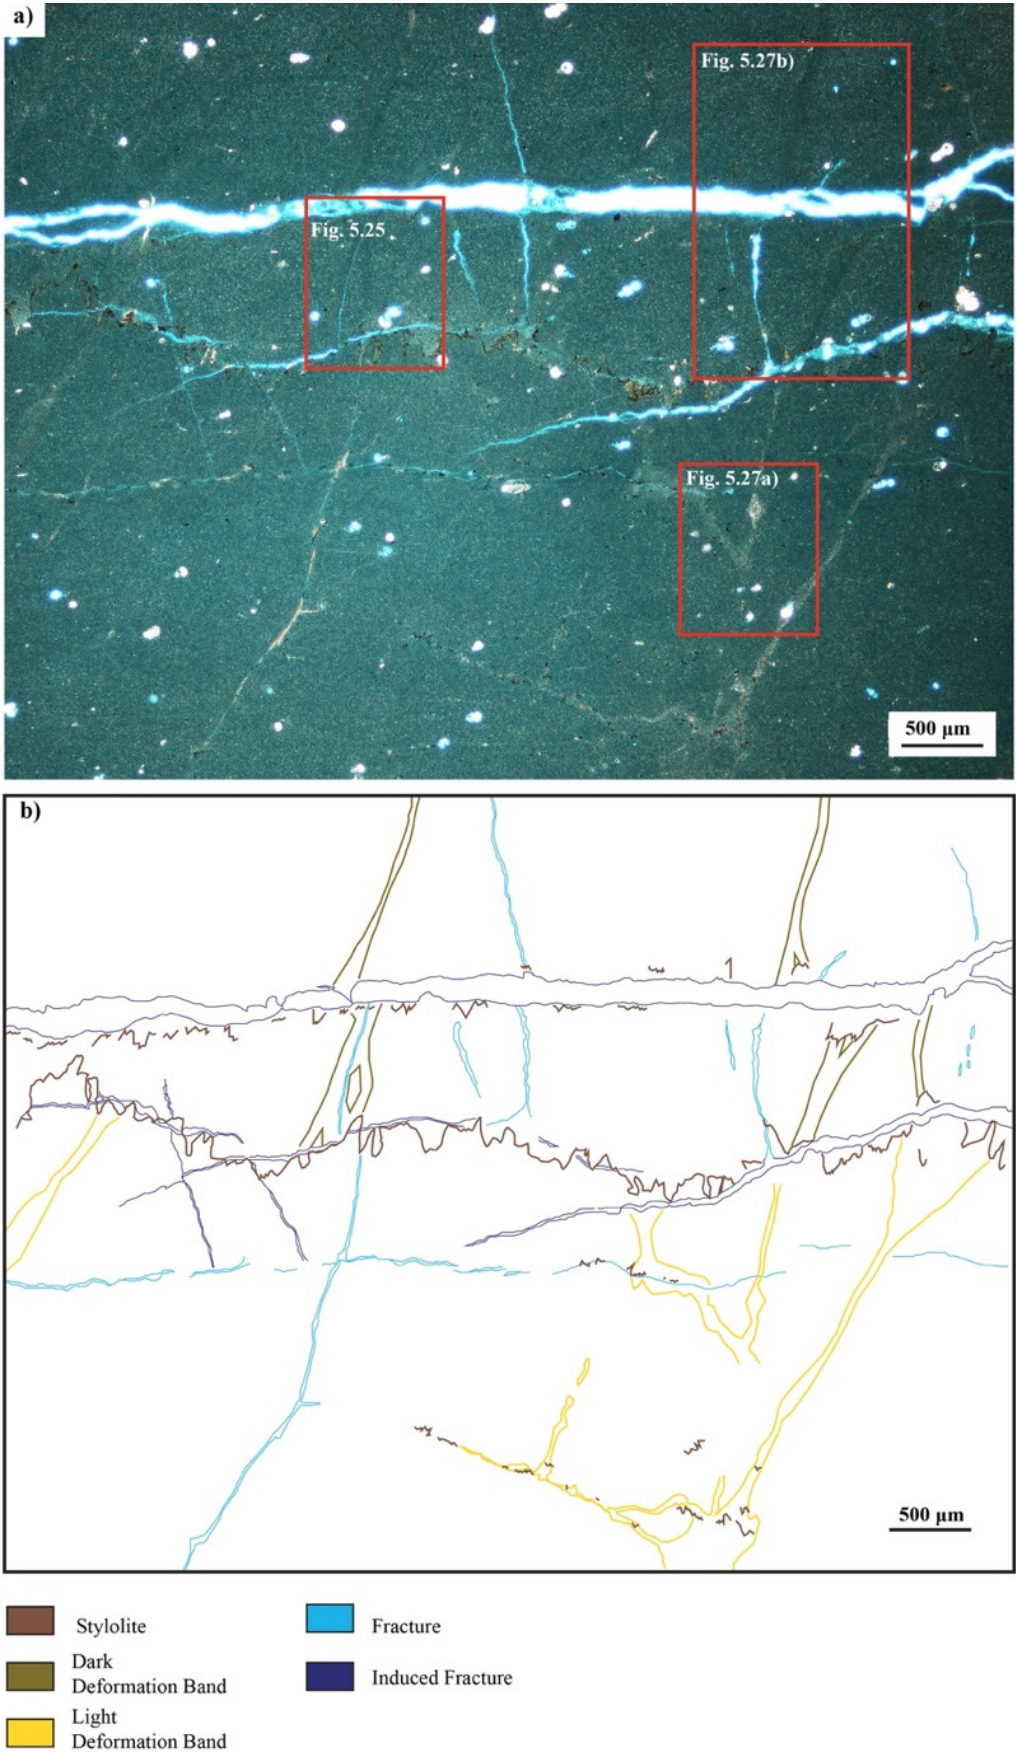 a)
Fig. 5.27b)
Fig. 5.25
Fig. 5.27a)
500 µm
b)
500 µm
Stylolite
Dark
Deformation Band
Light
Deformation Band
Fracture
Induced Fracture